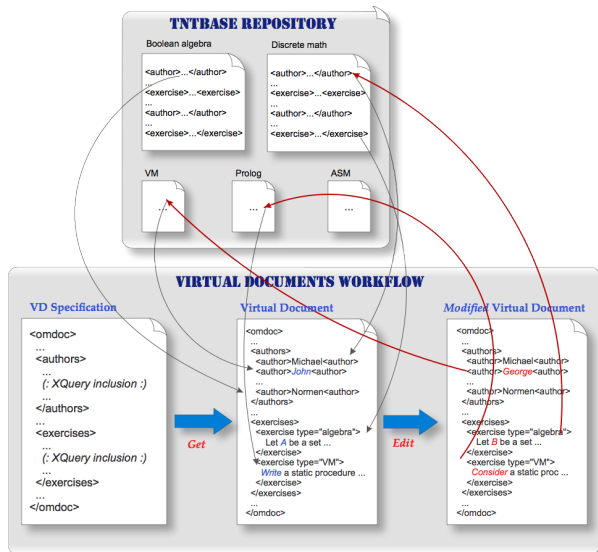 TNTBASE REPOSITORY
Boolean algebra
<author>...</author>
...
<exercise>...<exercise>
...
<author>...</author>
...
<exercise>...</exercise>
Discrete math
<author>...</author>
...
<exercise>...<exercise>
...
<author>...</author>
...
<exercise>...</exercise>
VM
...
Prolog
...
ASM
...
VIRTUAL DOCUMENTS WORKFLOW
VD Specification
<omdoc>
...
<authors>
...
(: XQuery inclusion :)
...
</authors>
...
<exercises>
...
(: XQuery inclusion :)
...
</exercises>
...
</omdoc>
Get
Virtual Document
<omdoc>
...
<authors>
<author>Michael<author>
<author>John<author>
...
<author>Normen<author>
</authors>
...
<exercises>
<exercise type="algebra">
Let A be a set ...
</exercise>
<exercise type="VM">
Write a static procedure ...
</exercise>
</exercises>
...
</omdoc>
Edit
Modified Virtual Document
<omdoc>
...
<authors>
<author>Michael<author>
<author>George<author>
...
<author>Normen<author>
</authors>
...
<exercises>
<exercise type="algebra">
Let B be a set ...
</exercise>
<exercise type="VM">
Consider a static proc ...
</exercise>
</exercises>
...
</omdoc>